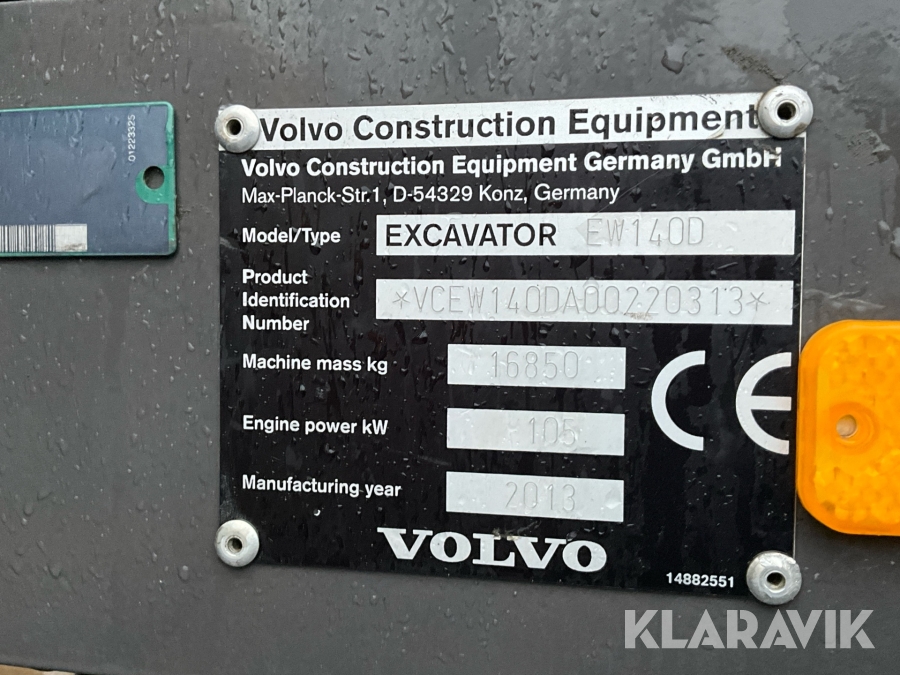 01223325
Volvo Construction Equipment
Volvo Construction Equipment Germany GmbH
Max-Planck-Str.1, D-54329 Konz, Germany
Model/Type EXCAVATOR EW140D
Product
Identification
Number
*VCEW140DA00220313*
Machine mass kg 16850
Engine power kW 105
Manufacturing year 2013
CE
VOLVO
14882551
KLARAVIK